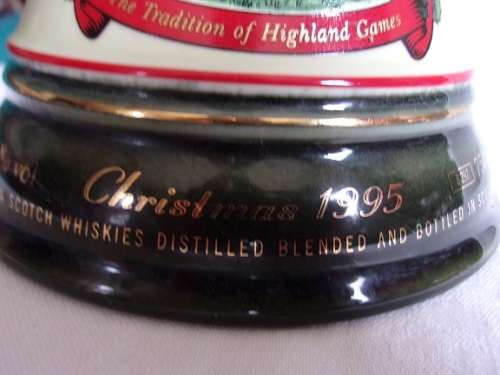 The Tradition of Highland Games
Christmas 1995
SCOTCH WHISKIES DISTILLED BLENDED AND BOTTLED IN